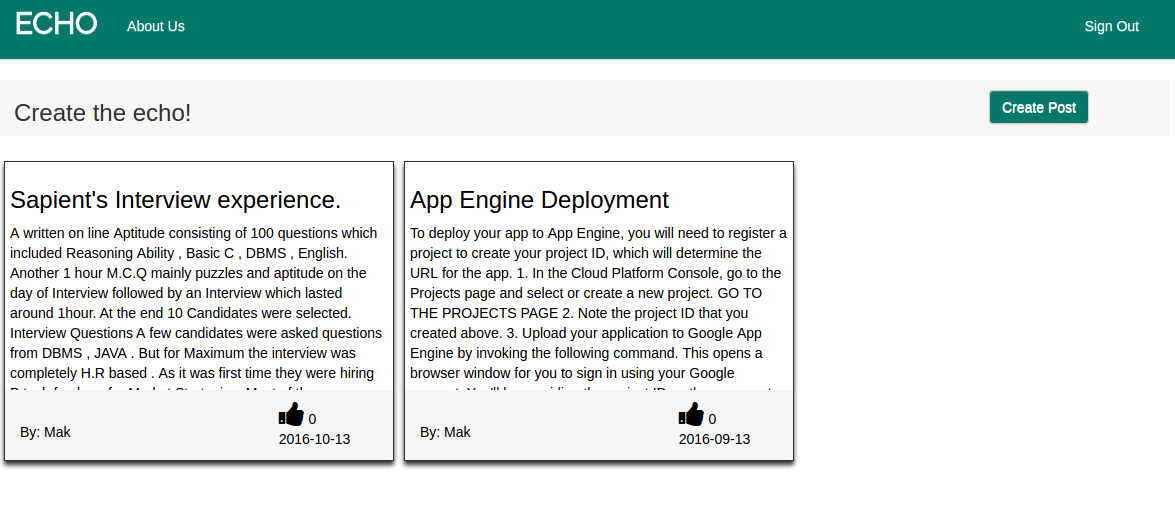 ECHO
About Us
Sign Out
Create the echo!
Create Post
Sapient's Interview experience.
A written on line Aptitude consisting of 100 questions which
included Reasoning Ability , Basic C , DBMS , English.
Another 1 hour M.C.Q mainly puzzles and aptitude on the
day of Interview followed by an Interview which lasted
around 1hour. At the end 10 Candidates were selected.
Interview Questions A few candidates were asked questions
from DBMS , JAVA . But for Maximum the interview was
completely H.R based . As it was first time they were hiring
By: Mak
0
2016-10-13
App Engine Deployment
To deploy your app to App Engine, you will need to register a
project to create your project ID, which will determine the
URL for the app. 1. In the Cloud Platform Console, go to the
Projects page and select or create a new project. GO TO
THE PROJECTS PAGE 2. Note the project ID that you
created above. 3. Upload your application to Google App
Engine by invoking the following command. This opens a
browser window for you to sign in using your Google
By: Mak
0
2016-09-13